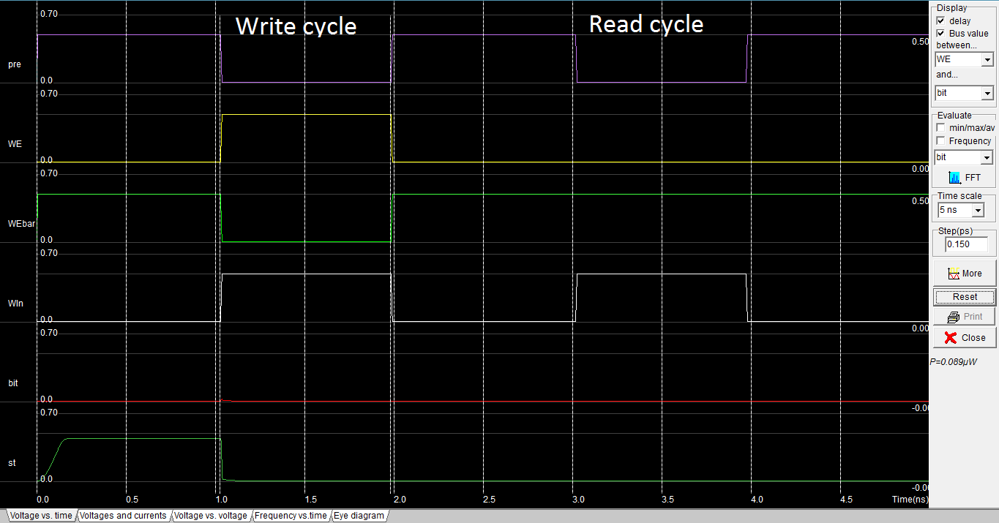 Write cycle
Read cycle
0.70
pre
0.0
0.50
0.70
WE
0.0
0.00
0.70
WEbar
0.0
0.50
0.70
Wln
0.0
0.00
0.70
bit
0.0
-0.0
0.70
st
0.0
-0.0
0.0 0.5 1.0 1.5 2.0 2.5 3.0 3.5 4.0 4.5 Time(ns)
Voltage vs. time Voltages and currents Voltage vs. voltage Frequency vs.time Eye diagram
Display
delay
Bus value
between...
WE
and...
bit
Evaluate
min/max/av
Frequency
bit
FFT
Time scale
5 ns
Step(ps)
0.150
More
Reset
Print
Close
P=0.089µW